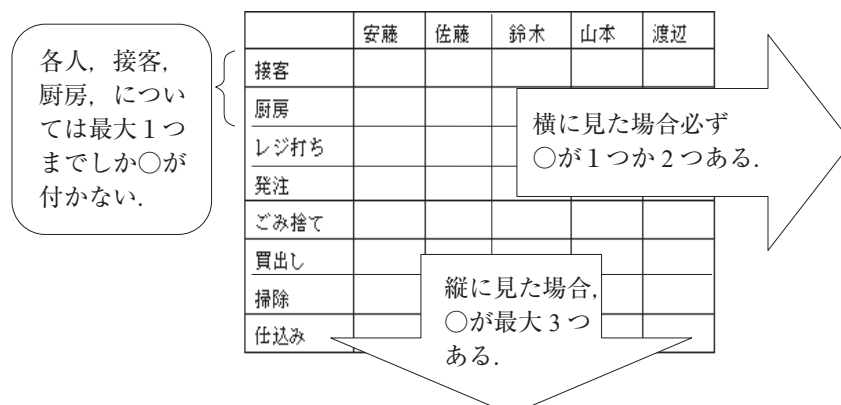 安藤 佐藤 鈴木 山本 渡辺
各人，接客，
厨房，につい
ては最大１つ
までしか○が
付かない．
接客
厨房
レジ打ち
発注
ごみ捨て
買出し
掃除
仕込み
横に見た場合必ず
○が１つか２つある．
縦に見た場合，
○が最大３つ
ある．